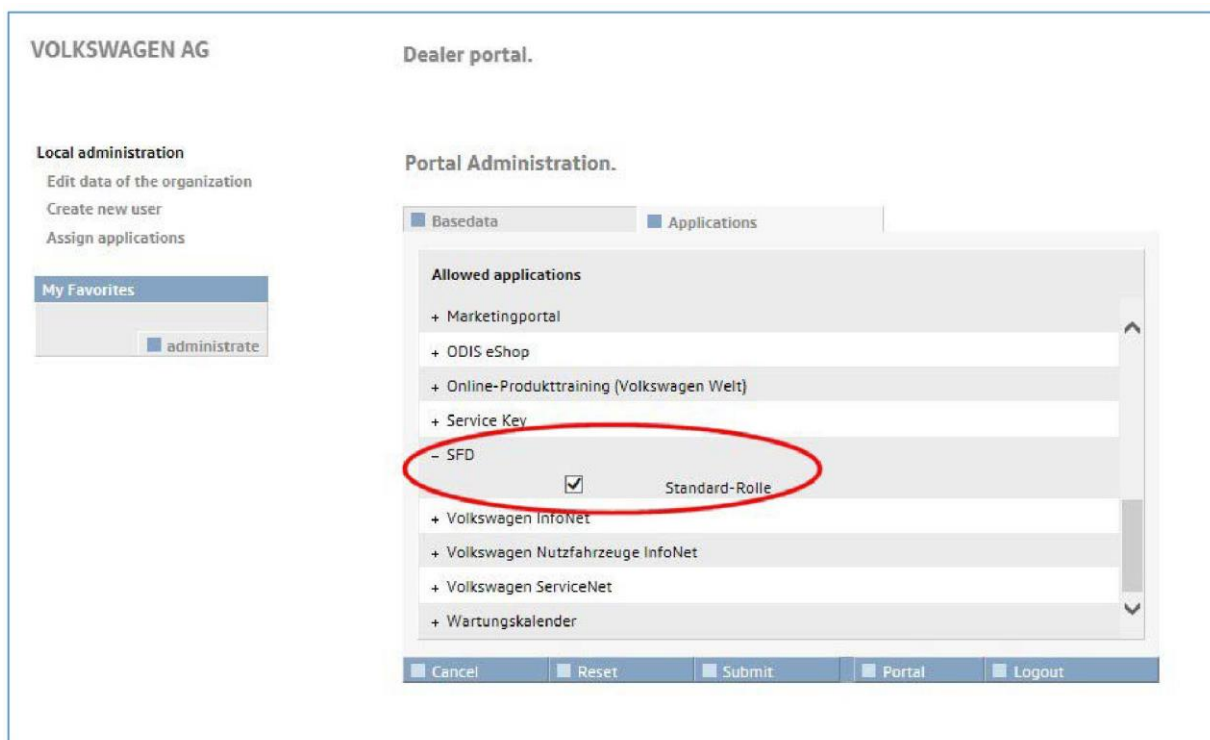 VOLKSWAGEN AG
Dealer portal.
Local administration
Edit data of the organization
Create new user
Assign applications
My Favorites
administrate
Portal Administration.
Basedata
Applications
Allowed applications
+ Marketingportal
+ ODIS eShop
+ Online-Produkttraining (Volkswagen Welt)
+ Service Key
– SFD
Standard-Rolle
+ Volkswagen InfoNet
+ Volkswagen Nutzfahrzeuge InfoNet
+ Volkswagen ServiceNet
+ Wartungskalender
Cancel Reset Submit Portal Logout